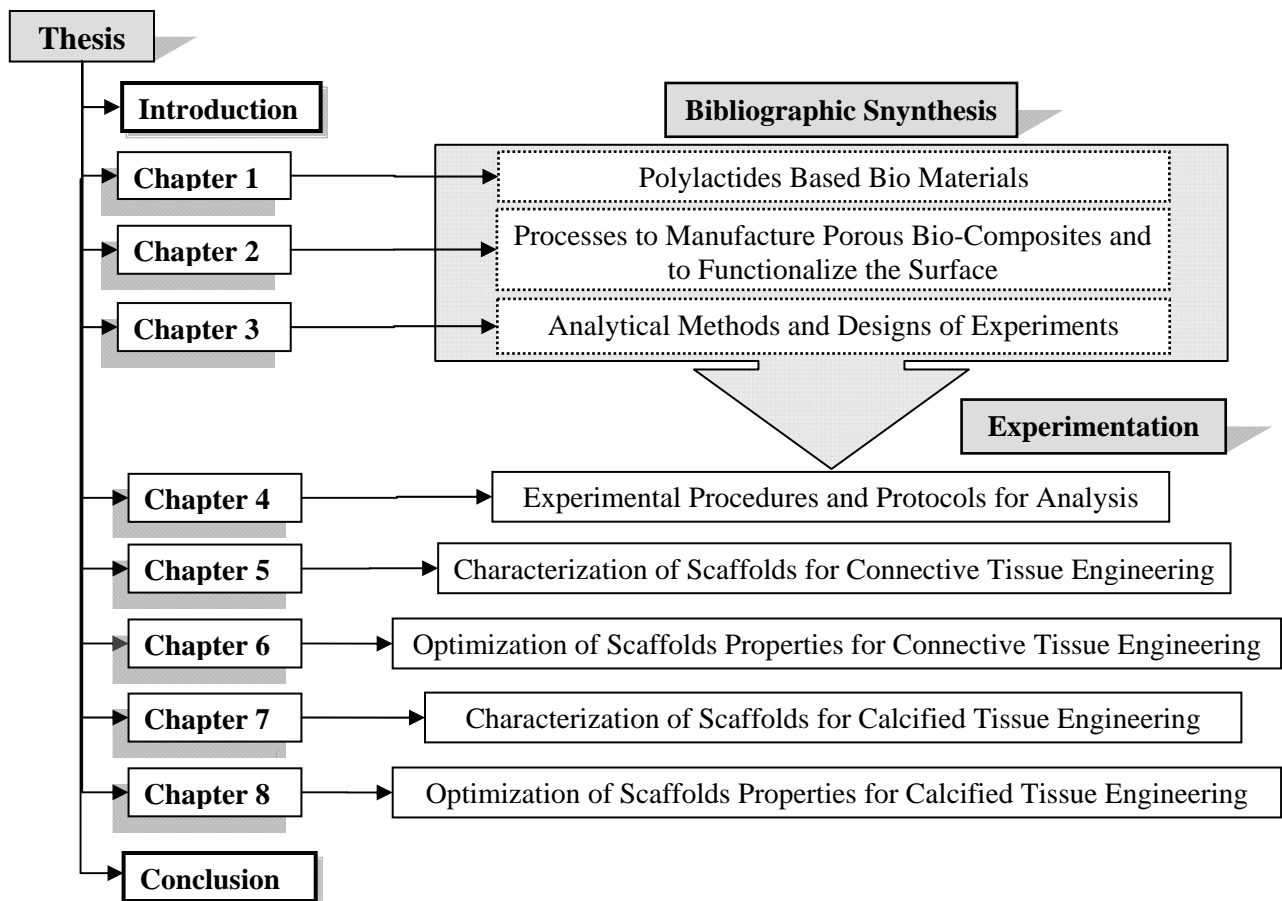 Thesis
Introduction
Bibliographic Snynthesis
Chapter 1
Polylactides Based Bio Materials
Chapter 2
Processes to Manufacture Porous Bio-Composites and
to Functionalize the Surface
Chapter 3
Analytical Methods and Designs of Experiments
Experimentation
Chapter 4
Experimental Procedures and Protocols for Analysis
Chapter 5
Characterization of Scaffolds for Connective Tissue Engineering
Chapter 6
Optimization of Scaffolds Properties for Connective Tissue Engineering
Chapter 7
Characterization of Scaffolds for Calcified Tissue Engineering
Chapter 8
Optimization of Scaffolds Properties for Calcified Tissue Engineering
Conclusion